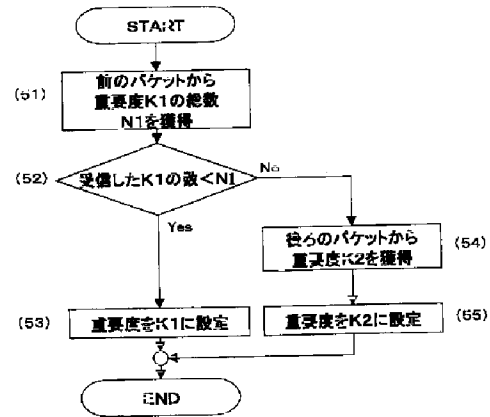 START
(51)
前のパケットから
重要度K1の総数
N1を獲得
(52)
受信したK1の数<N1
No
Yes
後ろのパケットから
重要度K2を獲得
(54)
(53)
重要度をK1に設定
重要度をK2に設定
(55)
END